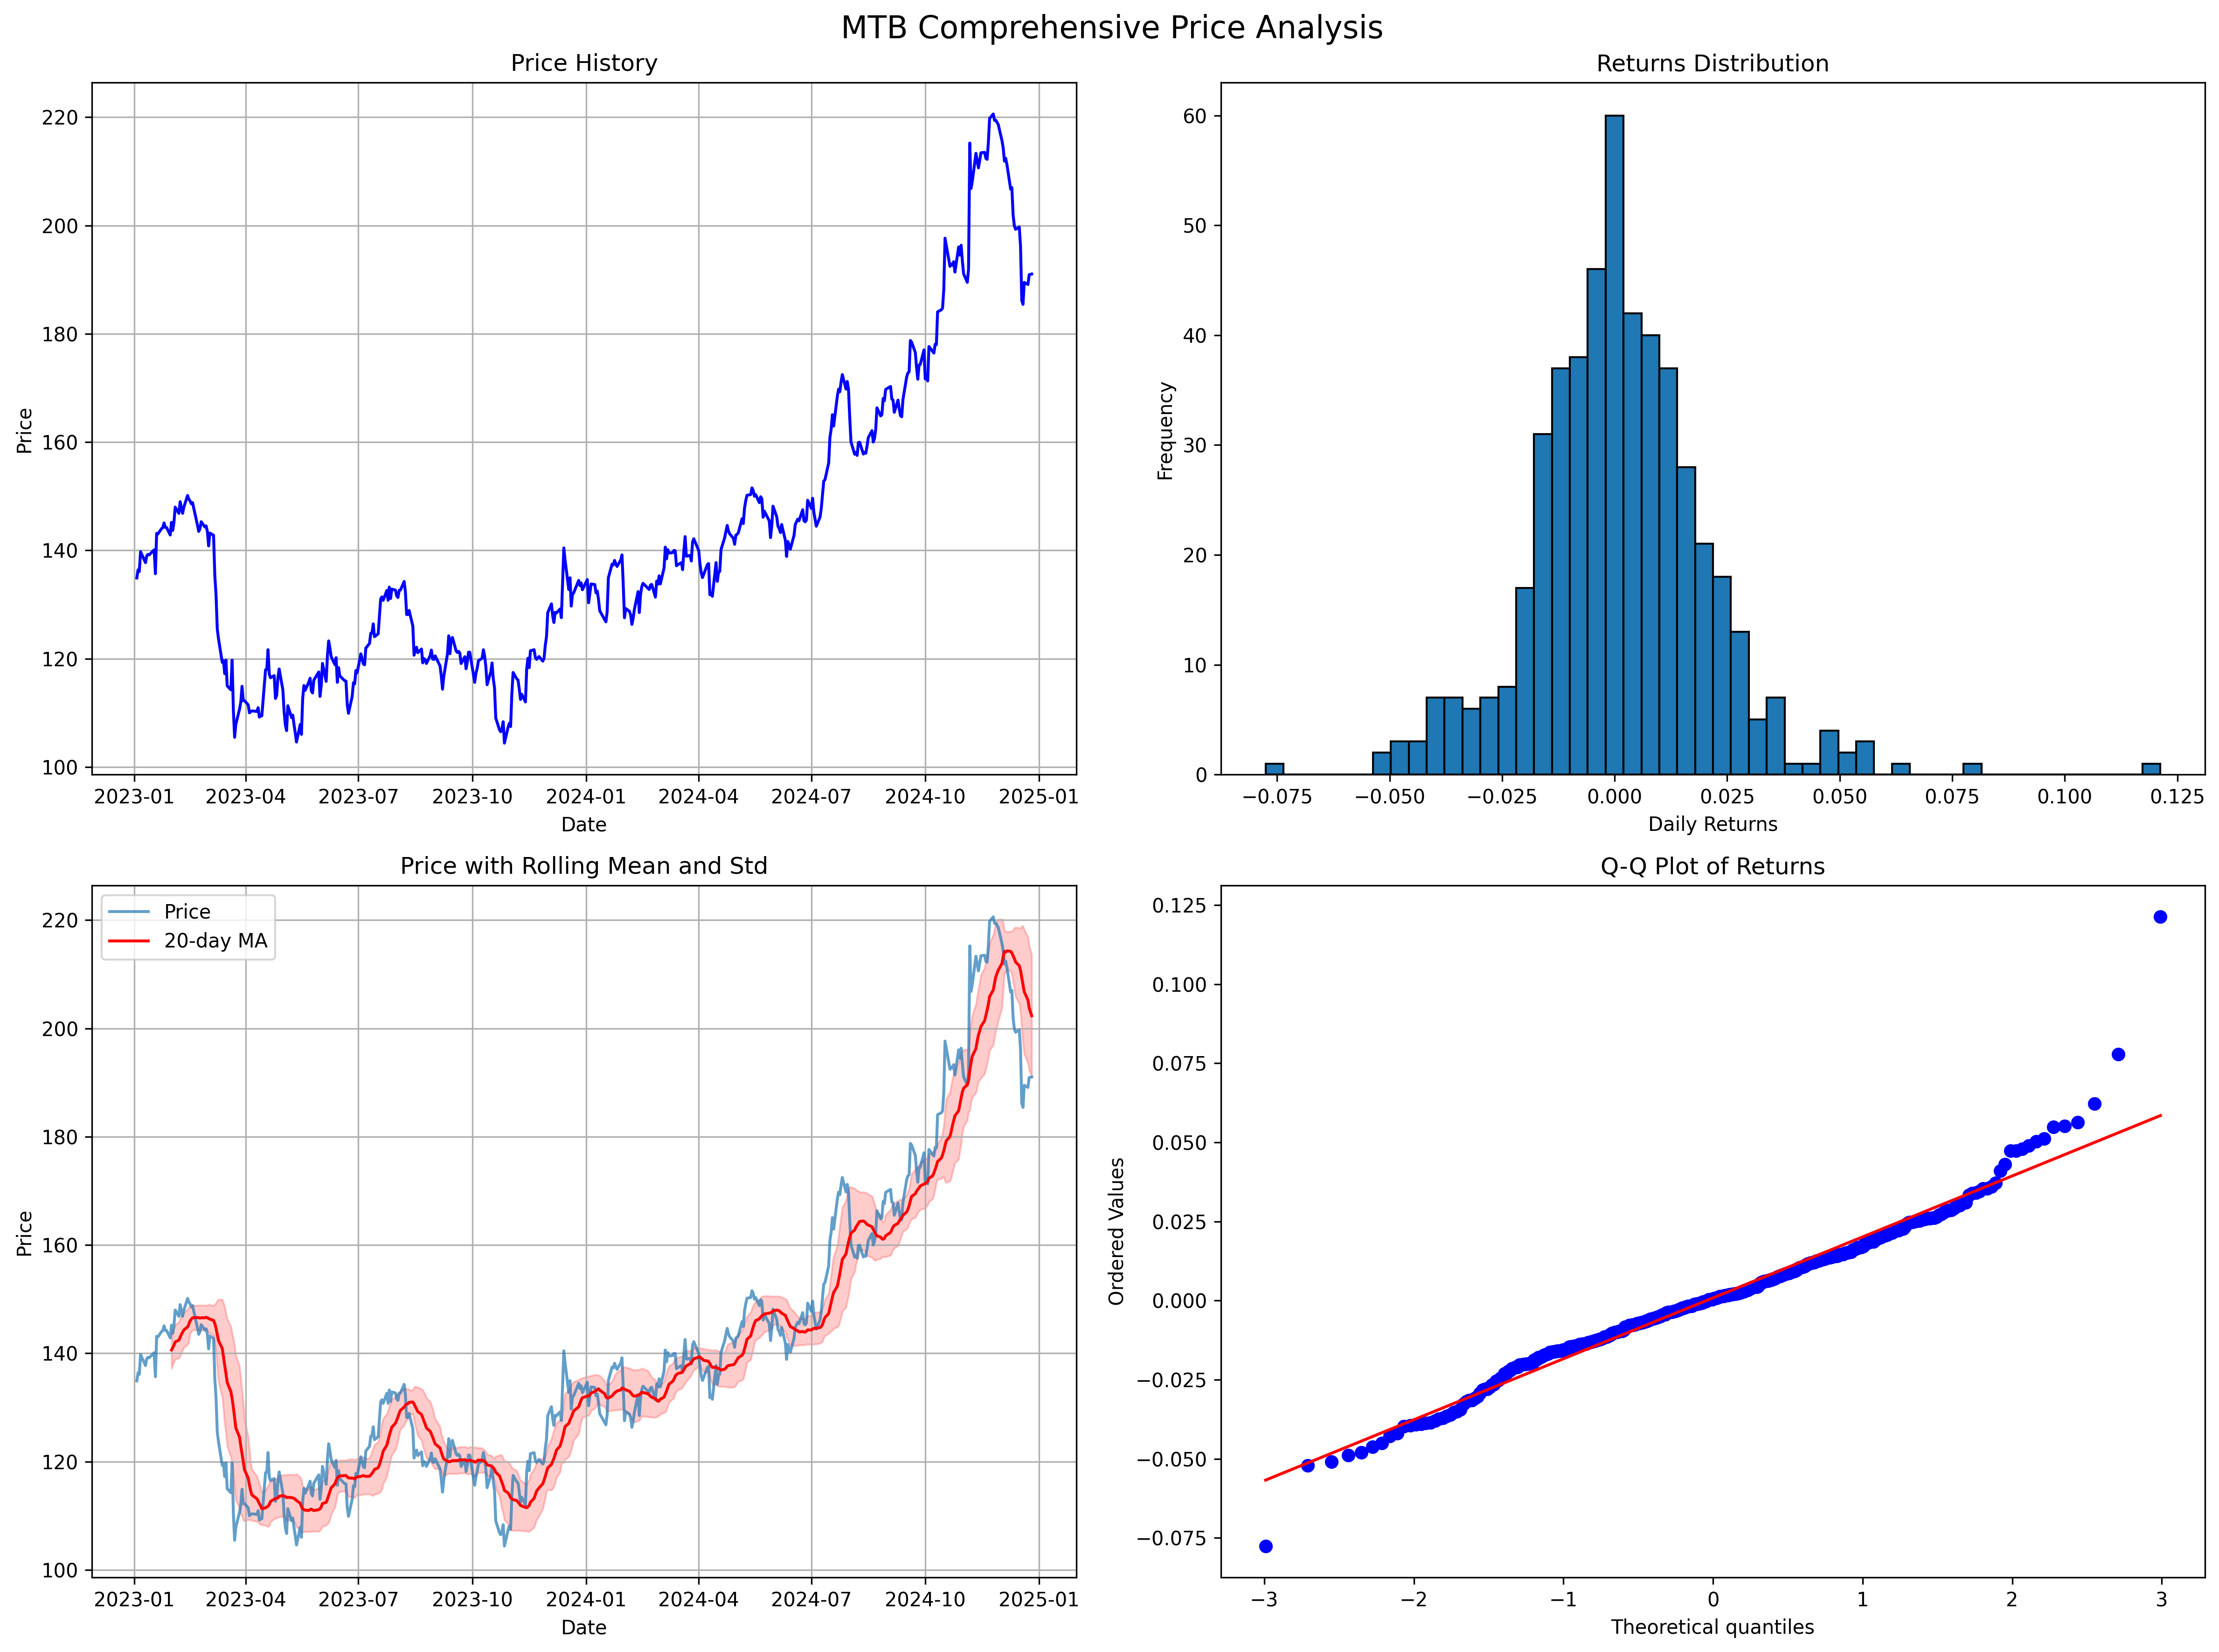 MTB Comprehensive Price Analysis
Price History
220
200
180
160
140
120
100
Price
2023-01 2023-04 2023-07 2023-10 2024-01 2024-04 2024-07 2024-10 2025-01
Date
Returns Distribution
60
50
40
30
20
10
0
Frequency
−0.075 −0.050 −0.025 0.000 0.025 0.050 0.075 0.100 0.125
Daily Returns
Price with Rolling Mean and Std
Price
20-day MA
220
200
180
160
140
120
100
Price
2023-01 2023-04 2023-07 2023-10 2024-01 2024-04 2024-07 2024-10 2025-01
Date
Q-Q Plot of Returns
0.125
0.100
0.075
0.050
0.025
0.000
−0.025
−0.050
−0.075
Ordered Values
−3 −2 −1 0 1 2 3
Theoretical quantiles